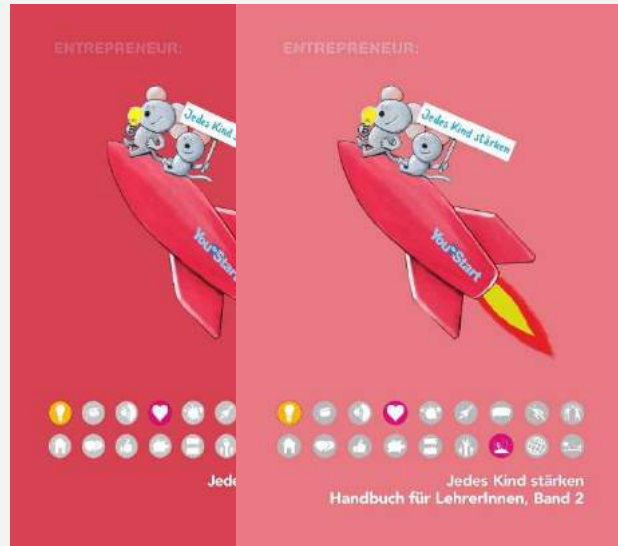 ENTREPRENEUR:
Jedes Kind
You Start
Jede
ENTREPRENEUR:
Jedes Kind stärken
You Start
Jedes Kind stärken
Handbuch für LehrerInnen, Band 2